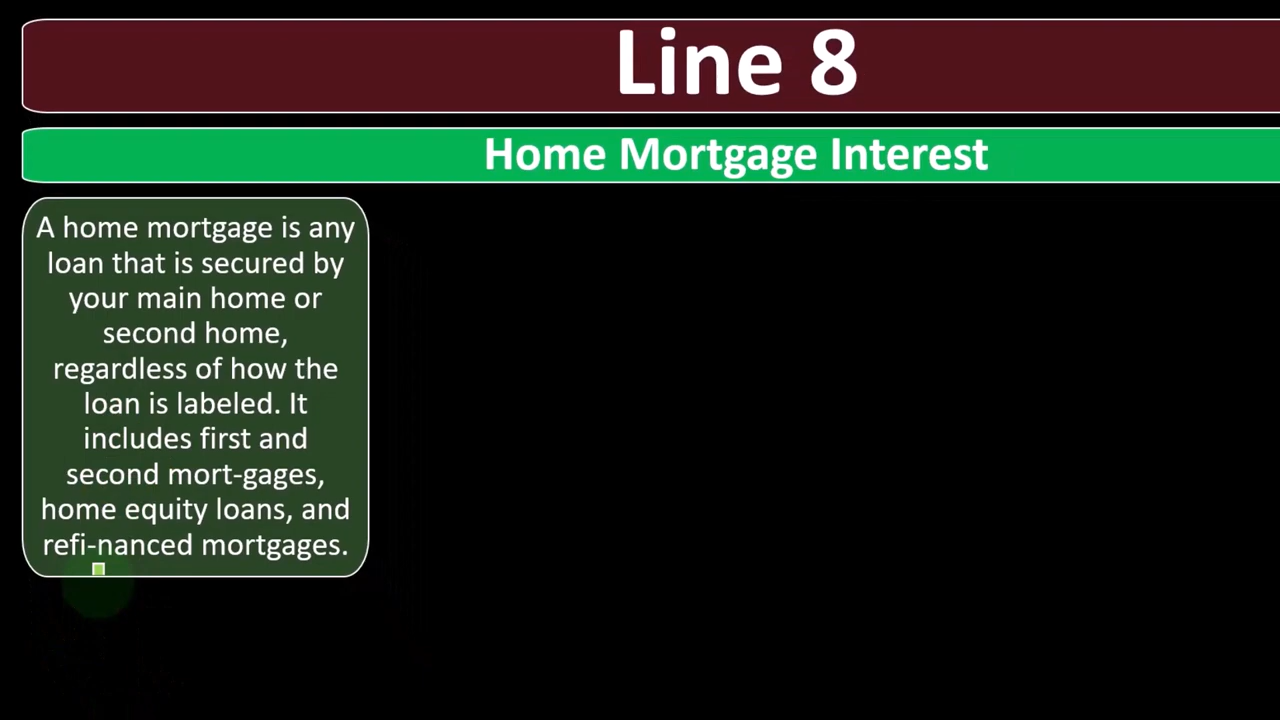 Line 8
Home Mortgage Interest
A home mortgage is any
loan that is secured by
your main home or
second home,
regardless of how the
loan is labeled. It
includes first and
second mort-gages,
home equity loans, and
refi-nanced mortgages.